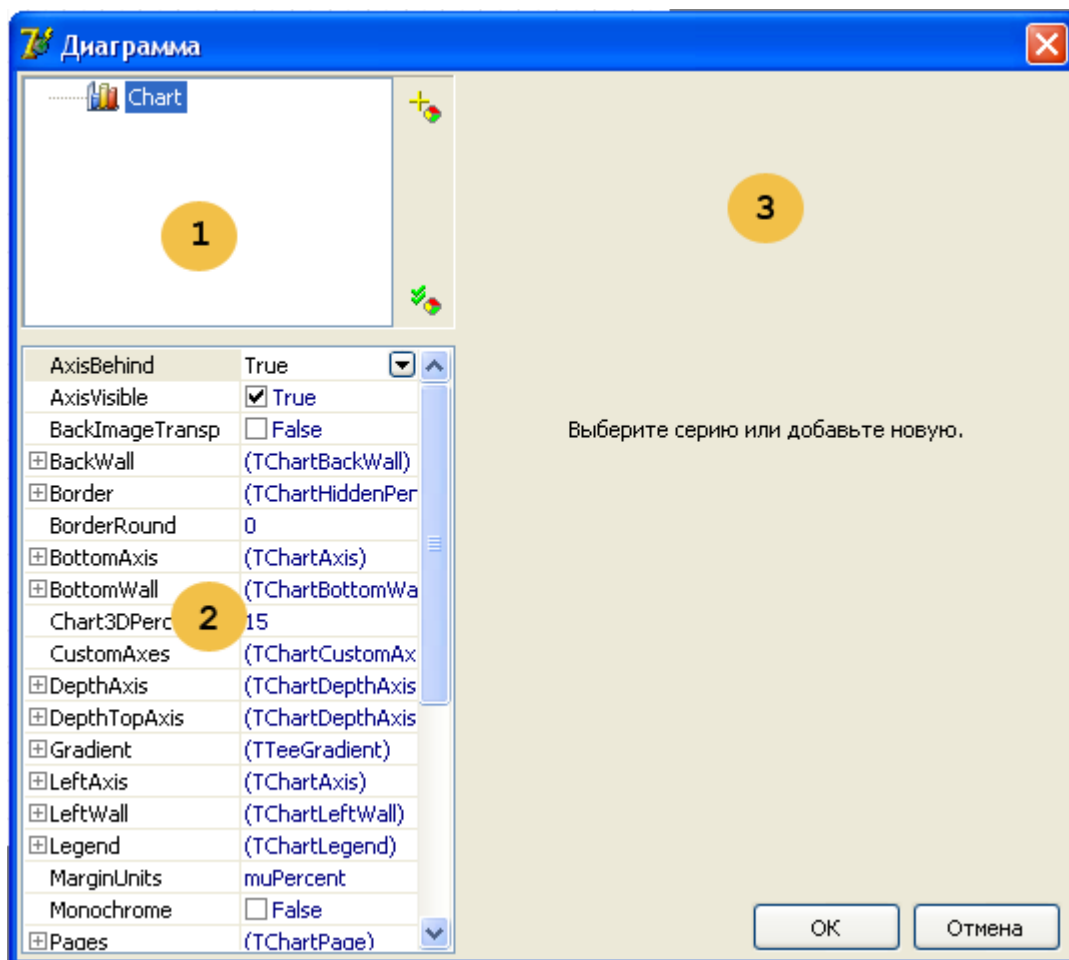 Диаграмма
Chart
1
3
AxisBehind True
AxisVisible True
BackImageTransp False
Выберите серию или добавьте новую.
BackWall (TChartBackWall)
Border (TChartHiddenPen
BorderRound 0
BottomAxis (TChartAxis)
BottomWall (TChartBottomWa
Chart3DPerc 2 15
CustomAxes (TChartCustomAx
DepthAxis (TChartDepthAxis
DepthTopAxis (TChartDepthAxis
Gradient (TTeeGradient)
LeftAxis (TChartAxis)
LeftWall (TChartLeftWall)
Legend (TChartLegend)
MarginUnits muPercent
Monochrome False
Pages (TChartPage)
ОК Отмена